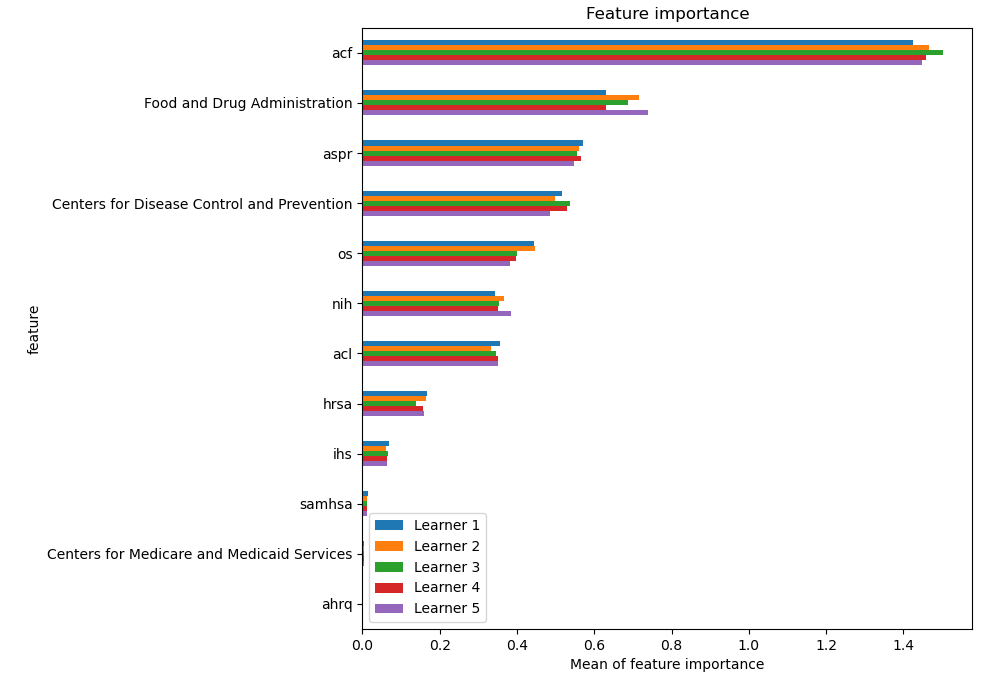 Feature importance
acf
Food and Drug Administration
aspr
Centers for Disease Control and Prevention
os
nih
acl
hrsa
ihs
samhsa
Centers for Medicare and Medicaid Services
ahrq
feature
Learner 1
Learner 2
Learner 3
Learner 4
Learner 5
0.0 0.2 0.4 0.6 0.8 1.0 1.2 1.4
Mean of feature importance